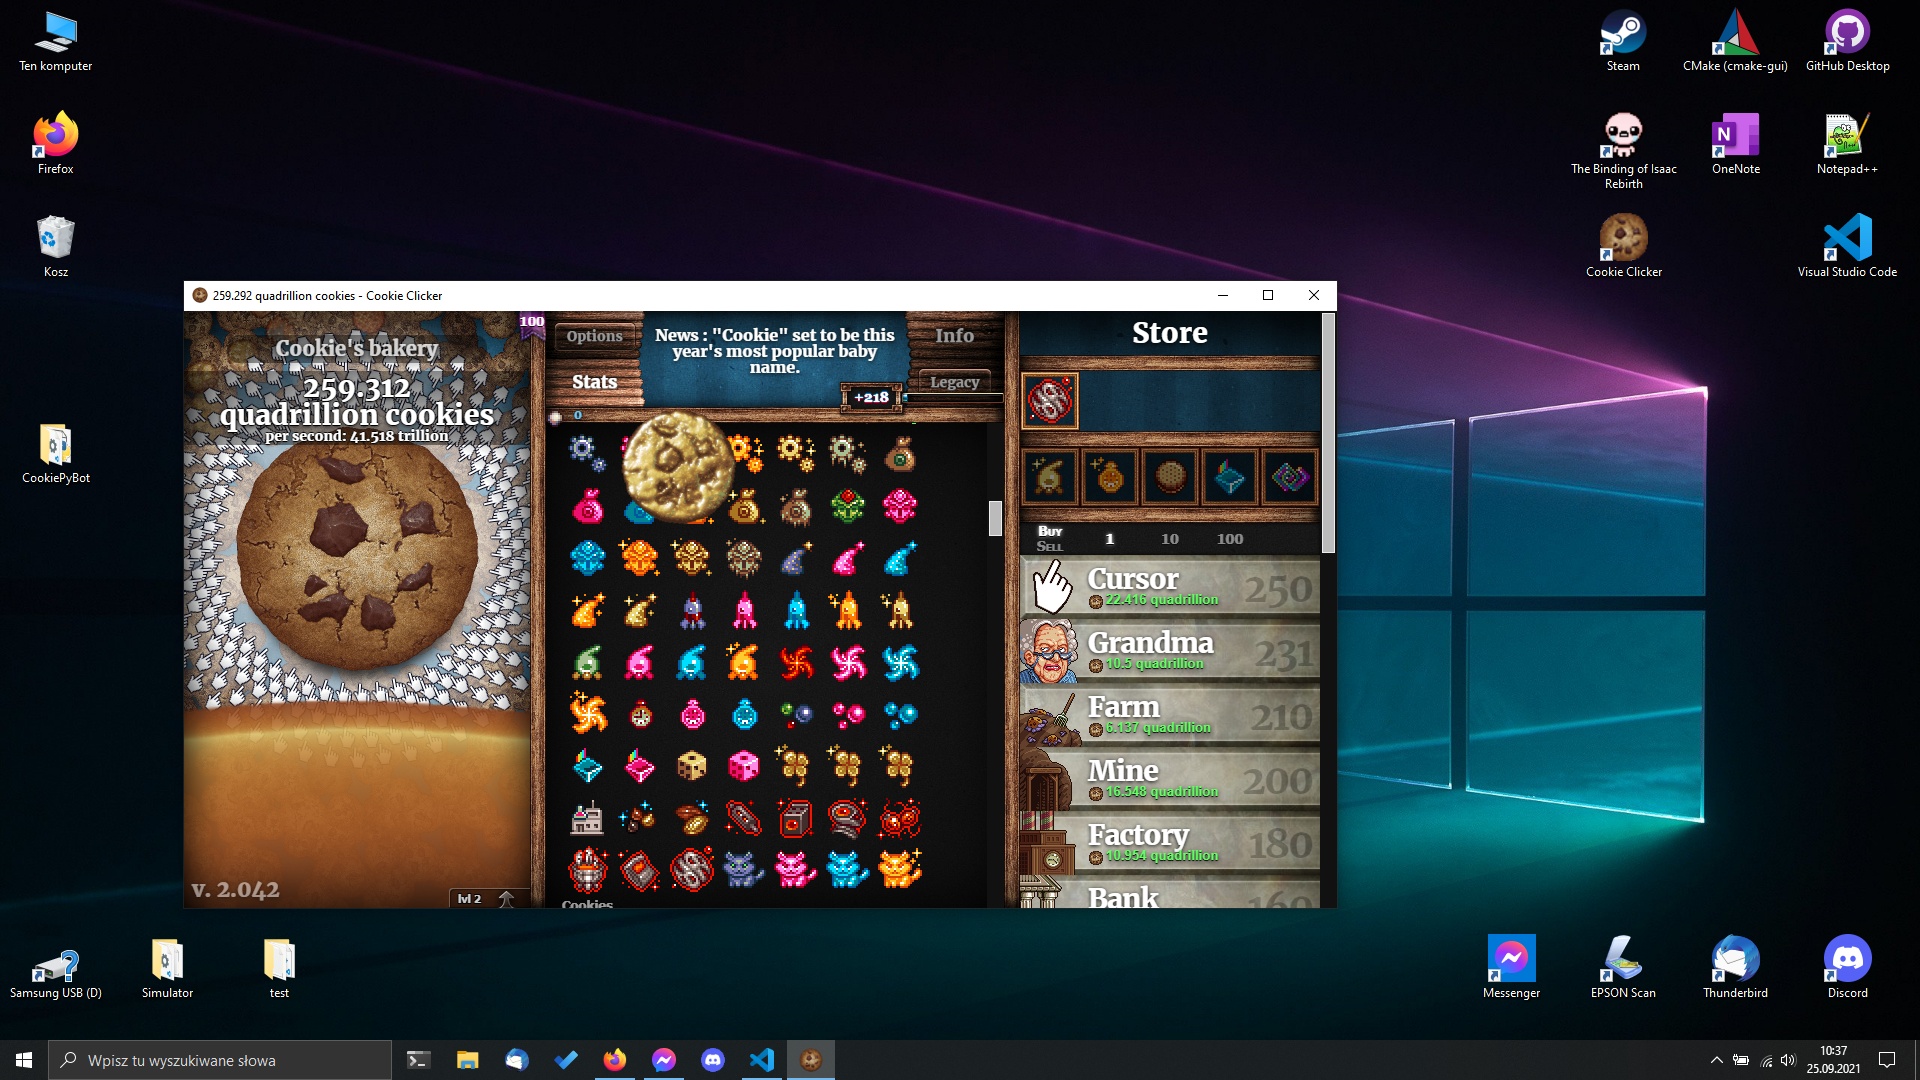 Ten komputer
Firefox
Kosz
CookiePyBot
Samsung USB (D)
Simulator
test
Steam
CMake (cmake-gui)
GitHub Desktop
The Binding of Isaac
Rebirth
OneNote
Notepad++
Cookie Clicker
Visual Studio Code
259.292 quadrillion cookies - Cookie Clicker
100
Cookie's bakery
259.312
quadrillion cookies
per second: 41.518 trillion
v. 2.042
lvl 2
Options
Stats
News : "Cookie" set to be this
year's most popular baby
name.
Info
Legacy
+218
0
Cookies
Store
Buy
Sell
1
10
100
Cursor
22.416 quadrillion
250
Grandma
10.5 quadrillion
231
Farm
6.137 quadrillion
210
Mine
16.548 quadrillion
200
Factory
10.954 quadrillion
180
Bank
160
Messenger
EPSON Scan
Thunderbird
Discord
Wpisz tu wyszukiwane słowa
10:37
25.09.2021